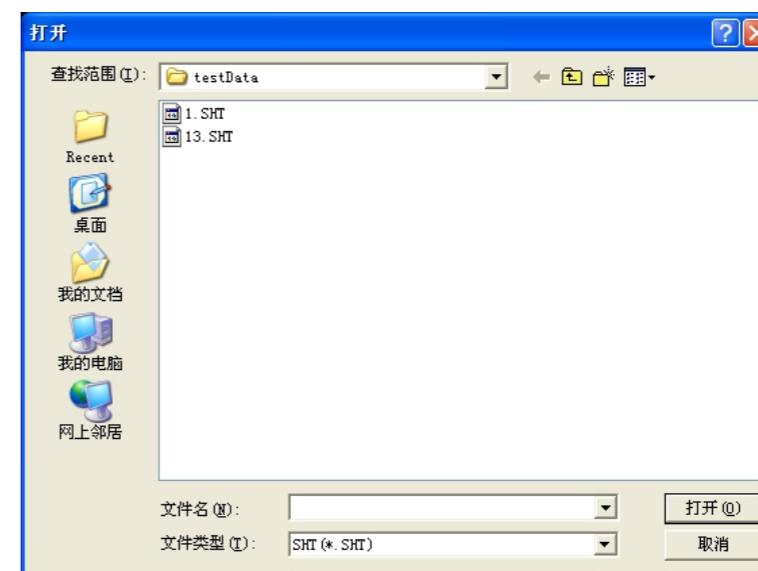 打开
查找范围(I):
testData
1.SHT
13.SHT
Recent
桌面
我的文档
我的电脑
网上邻居
文件名(N):
打开(O)
文件类型(T):
SHT(*.SHT)
取消